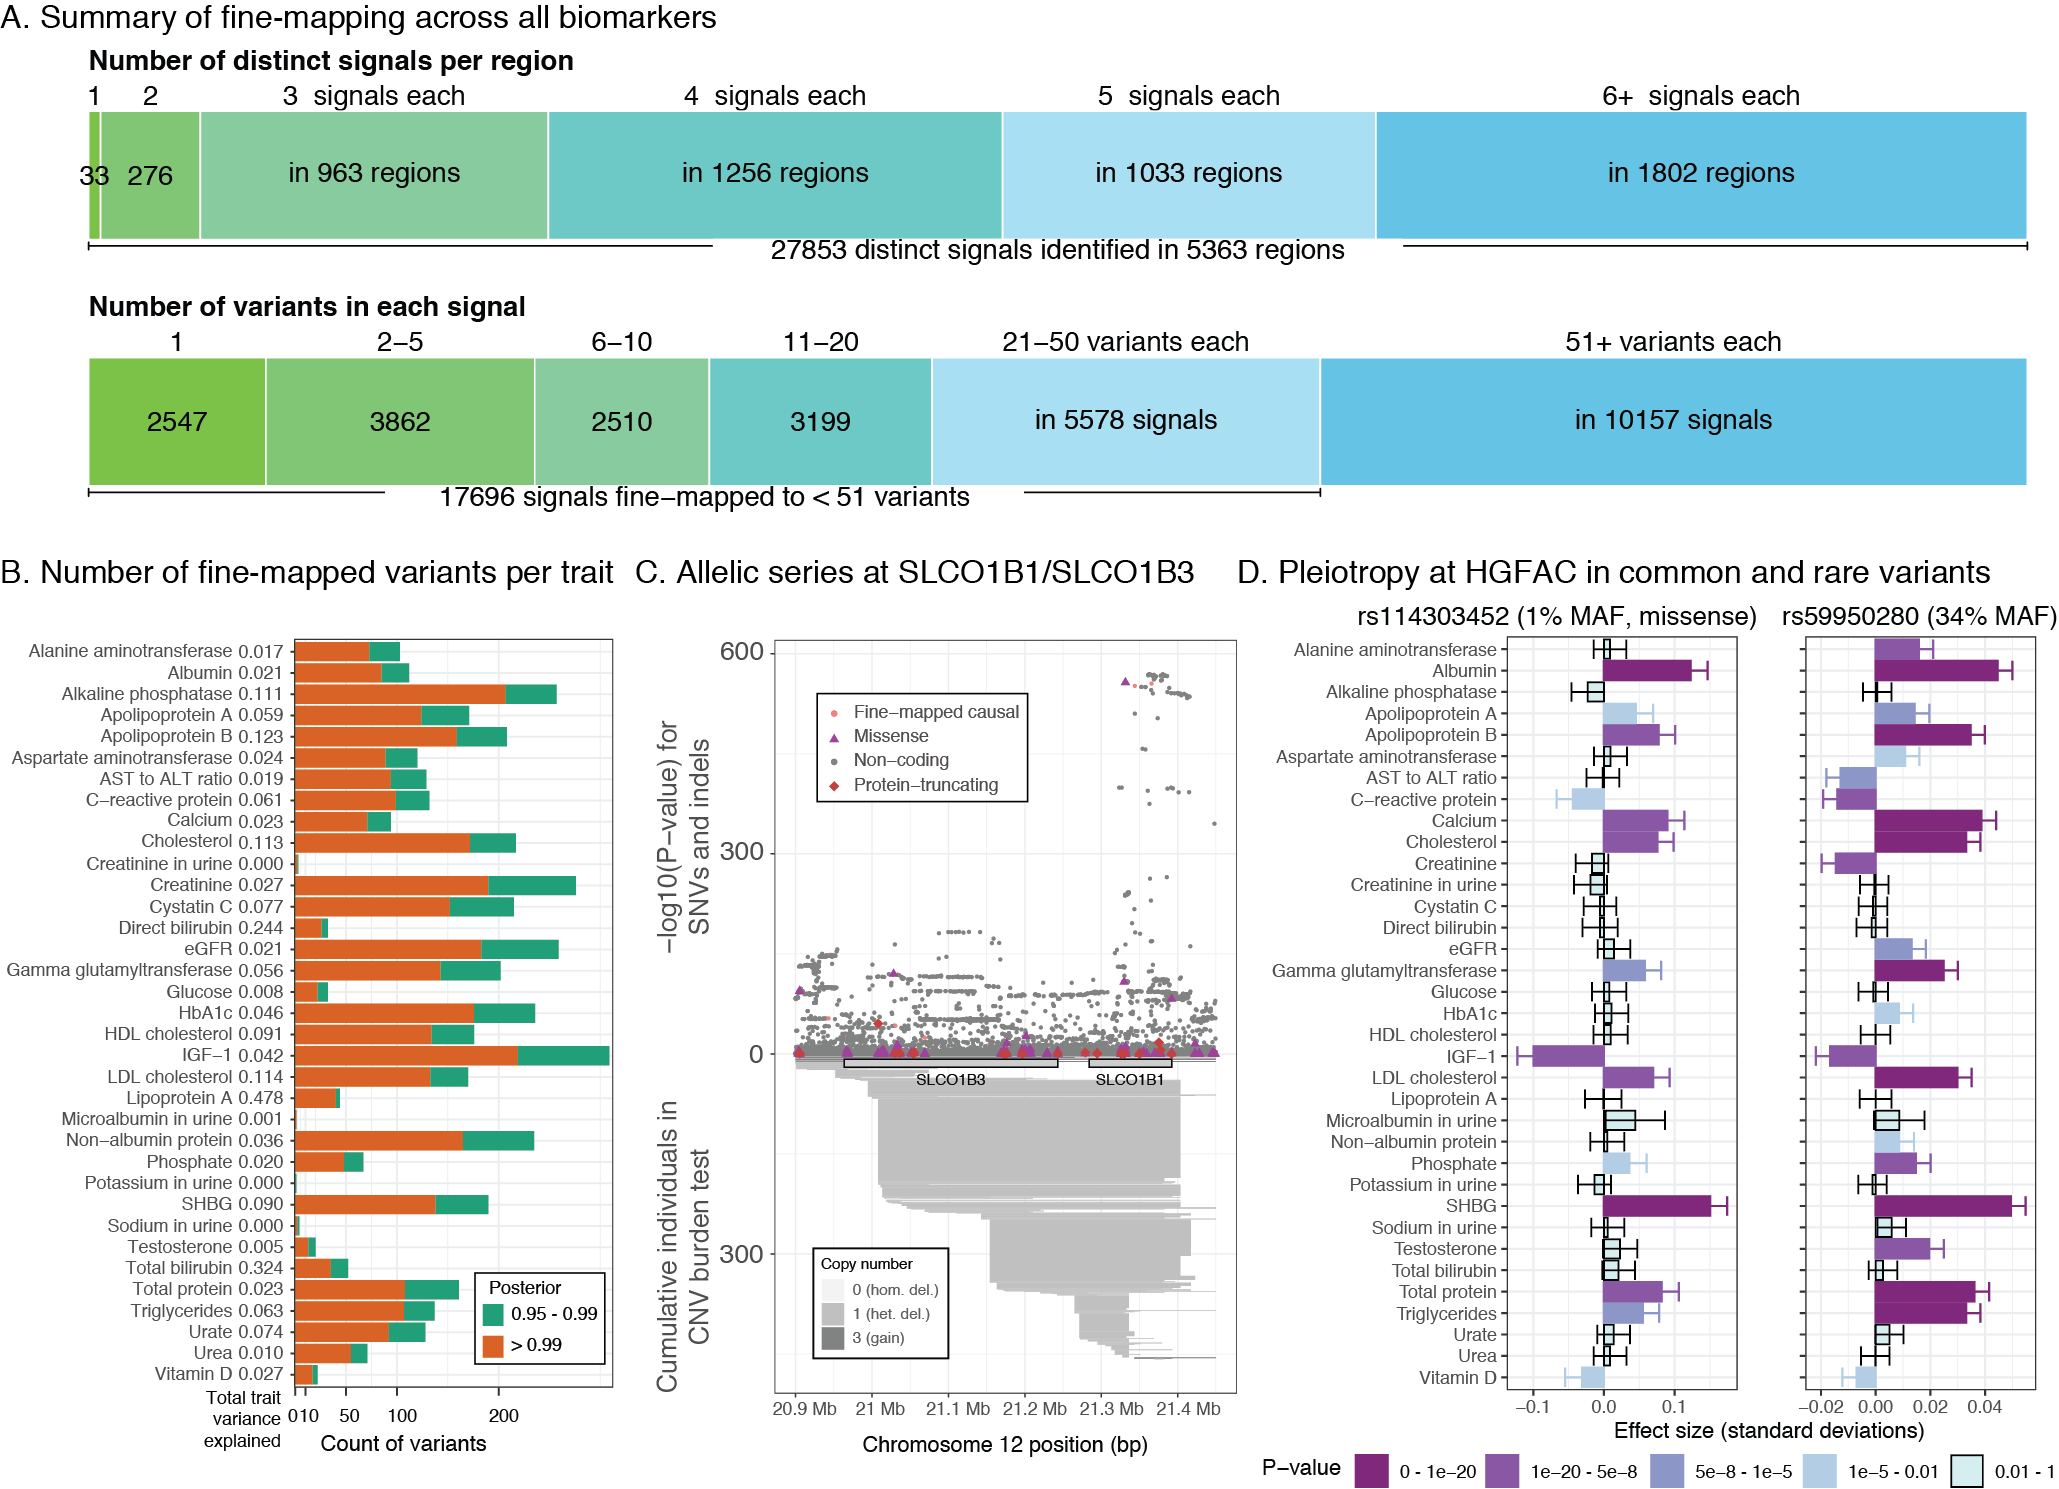 A. Summary of fine-mapping across all biomarkers
Number of distinct signals per region
1 2 3 signals each 4 signals each 5 signals each 6+ signals each
33 276 in 963 regions in 1256 regions in 1033 regions in 1802 regions
27853 distinct signals identified in 5363 regions
Number of variants in each signal
1 2–5 6–10 11–20 21–50 variants each 51+ variants each
2547 3862 2510 3199 in 5578 signals in 10157 signals
17696 signals fine–mapped to < 51 variants
B. Number of fine-mapped variants per trait
Alanine aminotransferase 0.017
Albumin 0.021
Alkaline phosphatase 0.111
Apolipoprotein A 0.059
Apolipoprotein B 0.123
Aspartate aminotransferase 0.024
AST to ALT ratio 0.019
C–reactive protein 0.061
Calcium 0.023
Cholesterol 0.113
Creatinine in urine 0.000
Creatinine 0.027
Cystatin C 0.077
Direct bilirubin 0.244
eGFR 0.021
Gamma glutamyltransferase 0.056
Glucose 0.008
HbA1c 0.046
HDL cholesterol 0.091
IGF–1 0.042
LDL cholesterol 0.114
Lipoprotein A 0.478
Microalbumin in urine 0.001
Non–albumin protein 0.036
Phosphate 0.020
Potassium in urine 0.000
SHBG 0.090
Sodium in urine 0.000
Testosterone 0.005
Total bilirubin 0.324
Total protein 0.023
Triglycerides 0.063
Urate 0.074
Urea 0.010
Vitamin D 0.027
Posterior
0.95 - 0.99
> 0.99
Total trait
variance
explained
0 10 50 100 200
Count of variants
C. Allelic series at SLCO1B1/SLCO1B3
–log10(P–value) for
SNVs and indels
600
300
0
300
Fine–mapped causal
Missense
Non–coding
Protein–truncating
SLCO1B3 SLCO1B1
Cumulative individuals in
CNV burden test
Copy number
0 (hom. del.)
1 (het. del.)
3 (gain)
20.9 Mb 21 Mb 21.1 Mb 21.2 Mb 21.3 Mb 21.4 Mb
Chromosome 12 position (bp)
D. Pleiotropy at HGFAC in common and rare variants
rs114303452 (1% MAF, missense) rs59950280 (34% MAF)
Alanine aminotransferase
Albumin
Alkaline phosphatase
Apolipoprotein A
Apolipoprotein B
Aspartate aminotransferase
AST to ALT ratio
C–reactive protein
Calcium
Cholesterol
Creatinine
Creatinine in urine
Cystatin C
Direct bilirubin
eGFR
Gamma glutamyltransferase
Glucose
HbA1c
HDL cholesterol
IGF–1
LDL cholesterol
Lipoprotein A
Microalbumin in urine
Non–albumin protein
Phosphate
Potassium in urine
SHBG
Sodium in urine
Testosterone
Total bilirubin
Total protein
Triglycerides
Urate
Urea
Vitamin D
–0.1 0.0 0.1 –0.02 0.00 0.02 0.04
Effect size (standard deviations)
P–value 0 - 1e–20 1e–20 - 5e–8 5e–8 - 1e–5 1e–5 - 0.01 0.01 - 1